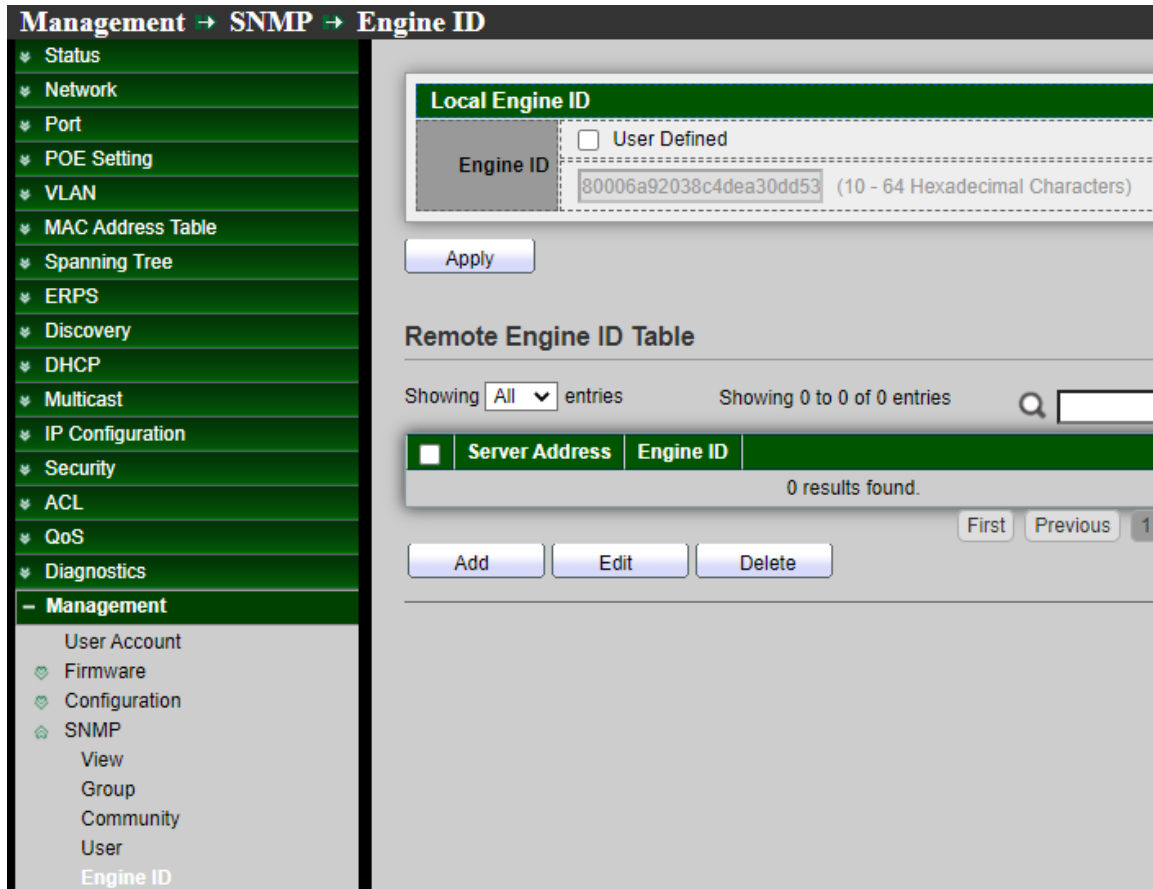 Management → SNMP → Engine ID
Status
Network
Port
POE Setting
VLAN
MAC Address Table
Spanning Tree
ERPS
Discovery
DHCP
Multicast
IP Configuration
Security
ACL
QoS
Diagnostics
Management
User Account
Firmware
Configuration
SNMP
View
Group
Community
User
Engine ID
Local Engine ID
Engine ID
User Defined
80006a92038c4dea30dd53 (10 - 64 Hexadecimal Characters)
Apply
Remote Engine ID Table
Showing All entries
Showing 0 to 0 of 0 entries
Server Address
Engine ID
0 results found.
First
Previous
1
Add
Edit
Delete